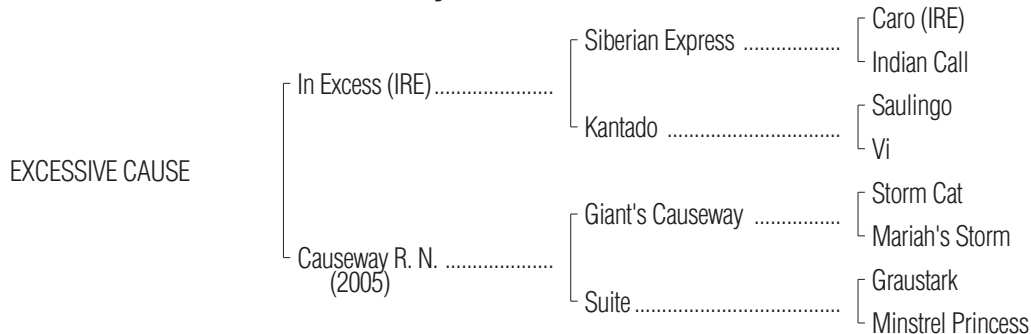 Caro (IRE)
Siberian Express ...................
Indian Call
In Excess (IRE).......................
Saulingo
Kantado ..................................
Vi
EXCESSIVE CAUSE
Storm Cat
Giant's Causeway .................
Mariah's Storm
Causeway R. N. .....................
(2005)
Graustark
Suite.........................................
Minstrel Princess